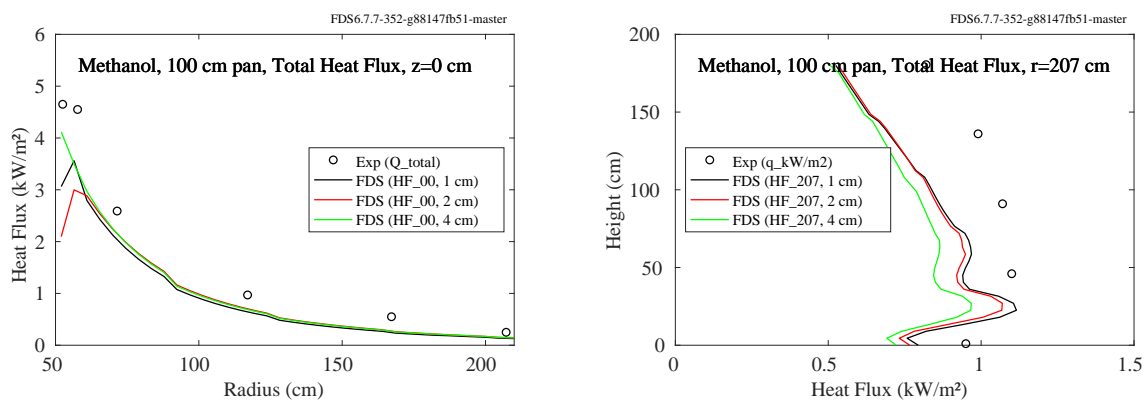 FDS6.7.7-352-g88147fb51-master
Methanol, 100 cm pan, Total Heat Flux, z=0 cm
Heat Flux (kW/m²)
6
5
4
3
2
1
0
Exp (Q_total)
FDS (HF_00, 1 cm)
FDS (HF_00, 2 cm)
FDS (HF_00, 4 cm)
50 100 150 200
Radius (cm)
FDS6.7.7-352-g88147fb51-master
Methanol, 100 cm pan, Total Heat Flux, r=207 cm
Height (cm)
200
150
100
50
0
Exp (q_kW/m2)
FDS (HF_207, 1 cm)
FDS (HF_207, 2 cm)
FDS (HF_207, 4 cm)
0 0.5 1 1.5
Heat Flux (kW/m²)